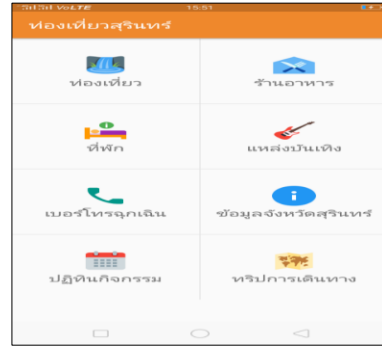 VoLTE 15:51
ท่องเที่ยวสุรินทร์
ท่องเที่ยว ร้านอาหาร
ที่พัก แหล่งบันเทิง
เบอร์โทรฉุกเฉิน ข้อมูลจังหวัดสุรินทร์
ปฏิทินกิจกรรม ทริปการเดินทาง